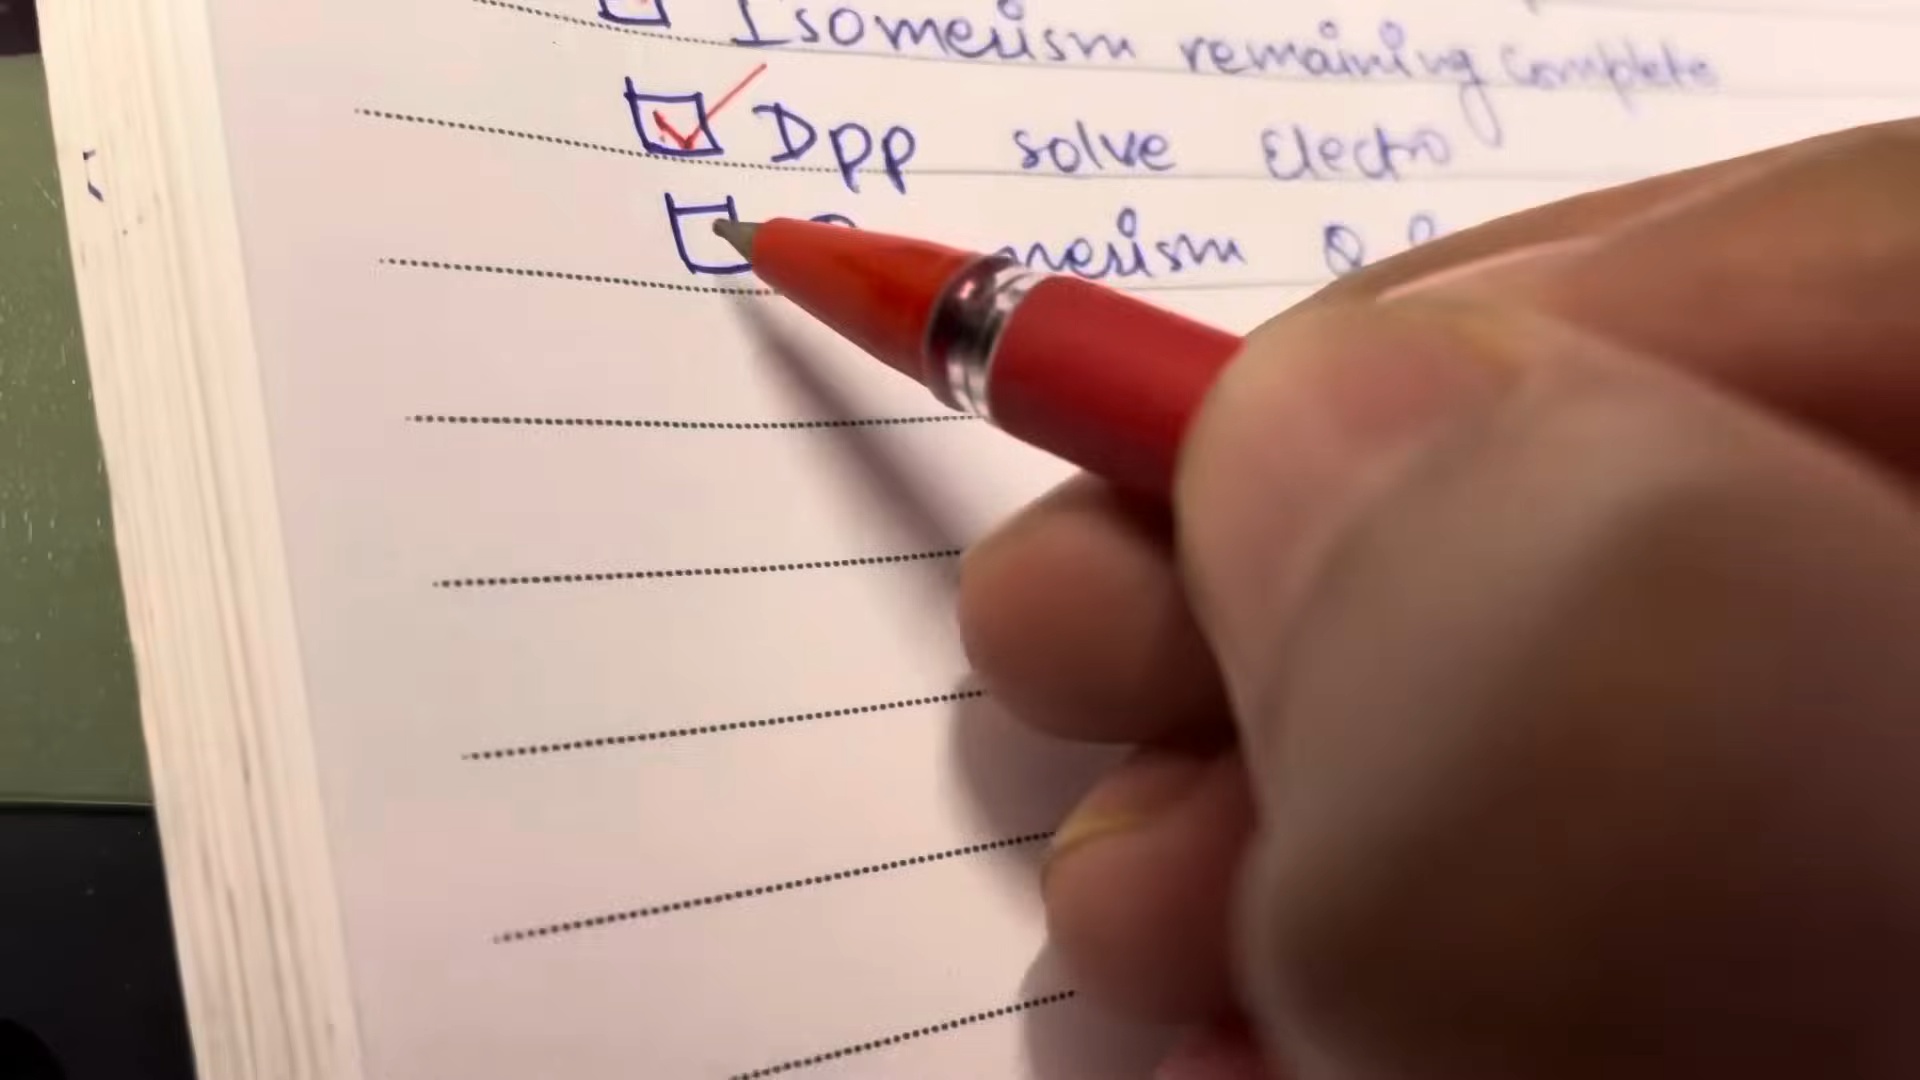 Isomerism remaining complete
Dpp solve Electro
merism Q